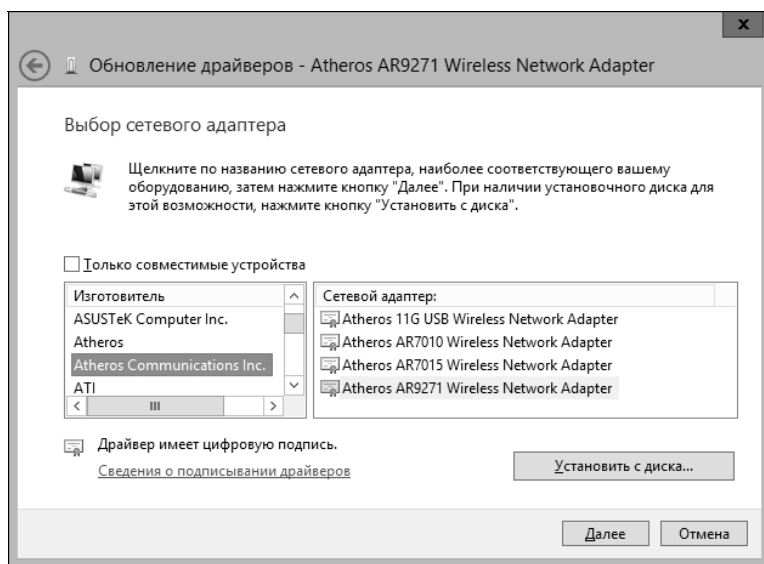 x
Обновление драйверов - Atheros AR9271 Wireless Network Adapter
Выбор сетевого адаптера
Щелкните по названию сетевого адаптера, наиболее соответствующего вашему
оборудованию, затем нажмите кнопку "Далее". При наличии установочного диска для
этой возможности, нажмите кнопку "Установить с диска".
Только совместимые устройства
Изготовитель
ASUSTeK Computer Inc.
Atheros
Atheros Communications Inc.
ATI
Сетевой адаптер:
Atheros 11G USB Wireless Network Adapter
Atheros AR7010 Wireless Network Adapter
Atheros AR7015 Wireless Network Adapter
Atheros AR9271 Wireless Network Adapter
Драйвер имеет цифровую подпись.
Сведения о подписывании драйверов
Установить с диска...
Далее
Отмена